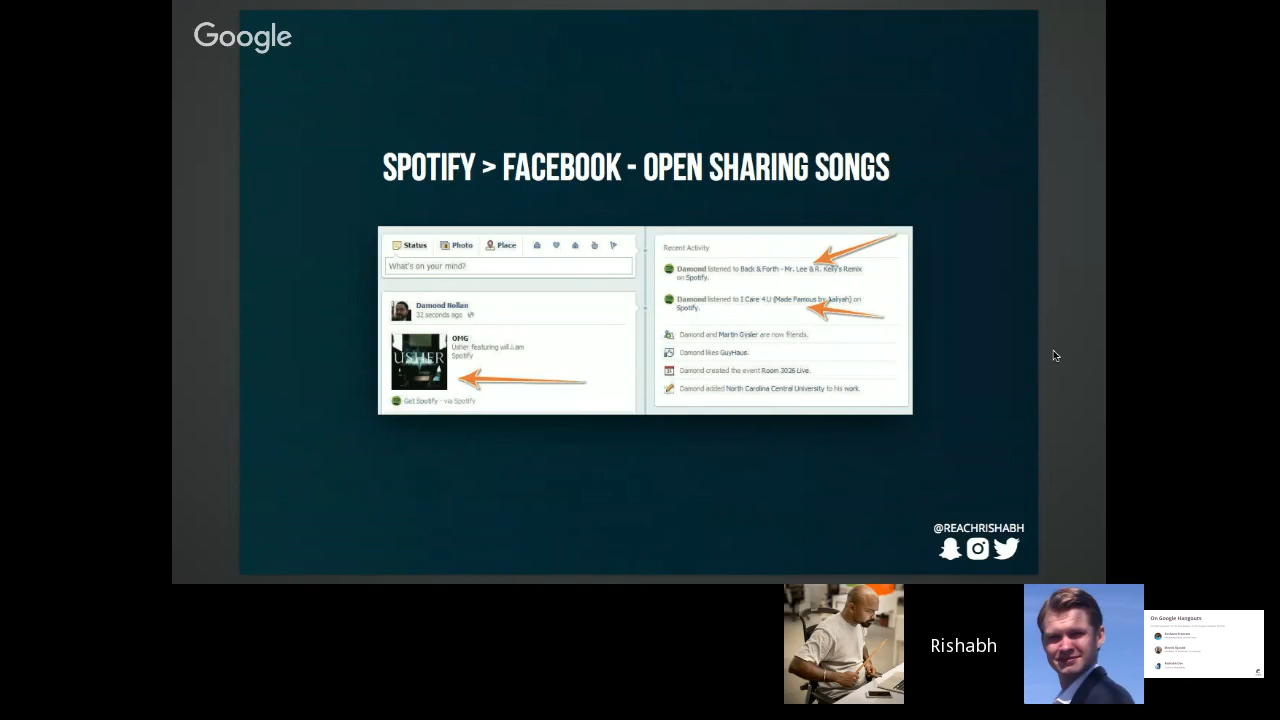 Google
SPOTIFY > FACEBOOK - OPEN SHARING SONGS
Status Photo Place
What's on your mind?
Damond Nollan
32 seconds ago
USHER
OMG
Usher featuring will.i.am
Spotify
Get Spotify · via Spotify
Recent Activity
Damond listened to Back & Forth - Mr. Lee & R. Kelly's Remix
on Spotify.
Damond listened to I Care 4 U (Made Famous by Aaliyah) on
Spotify.
Damond and Martin Gysler are now friends.
Damond likes GuyHaus.
Damond created the event Room 3026 Live.
Damond added North Carolina Central University to his work.
@REACHRISHABH
Rishabh
On Google Hangouts